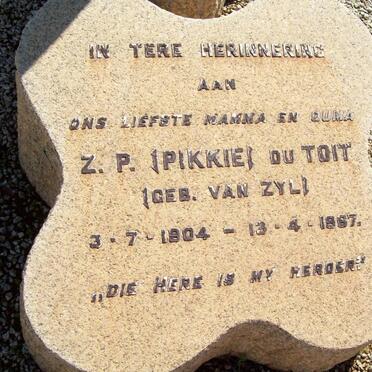 IN TERE HERINNERING
AAN
ONS LIEFSTE MAMMA EN OUMA
Z. P. (PIKKIE) DU TOIT
(GEB. VAN ZYL)
3-7-1904 - 13-4-1987.
„DIE HERE IS MY HERDER"